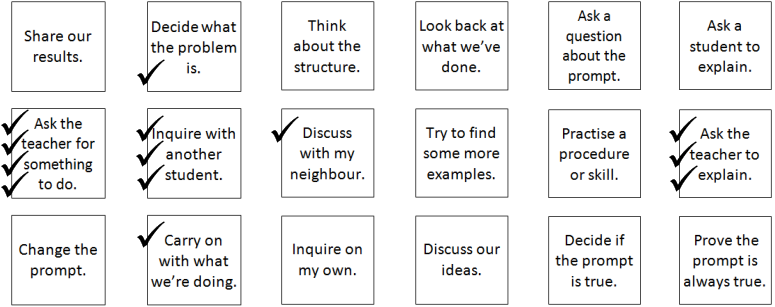 Share our
results.
Decide what
the problem
is.
Think
about the
structure.
Look back at
what we've
done.
Ask a
question
about the
prompt.
Ask a
student to
explain.
Ask the
teacher for
something
to do.
Inquire with
another
student.
Discuss
with my
neighbour.
Try to find
some more
examples.
Practise a
procedure
or skill.
Ask the
teacher to
explain.
Change the
prompt.
Carry on
with what
we're doing.
Inquire on
my own.
Discuss our
ideas.
Decide if
the prompt
is true.
Prove the
prompt is
always true.